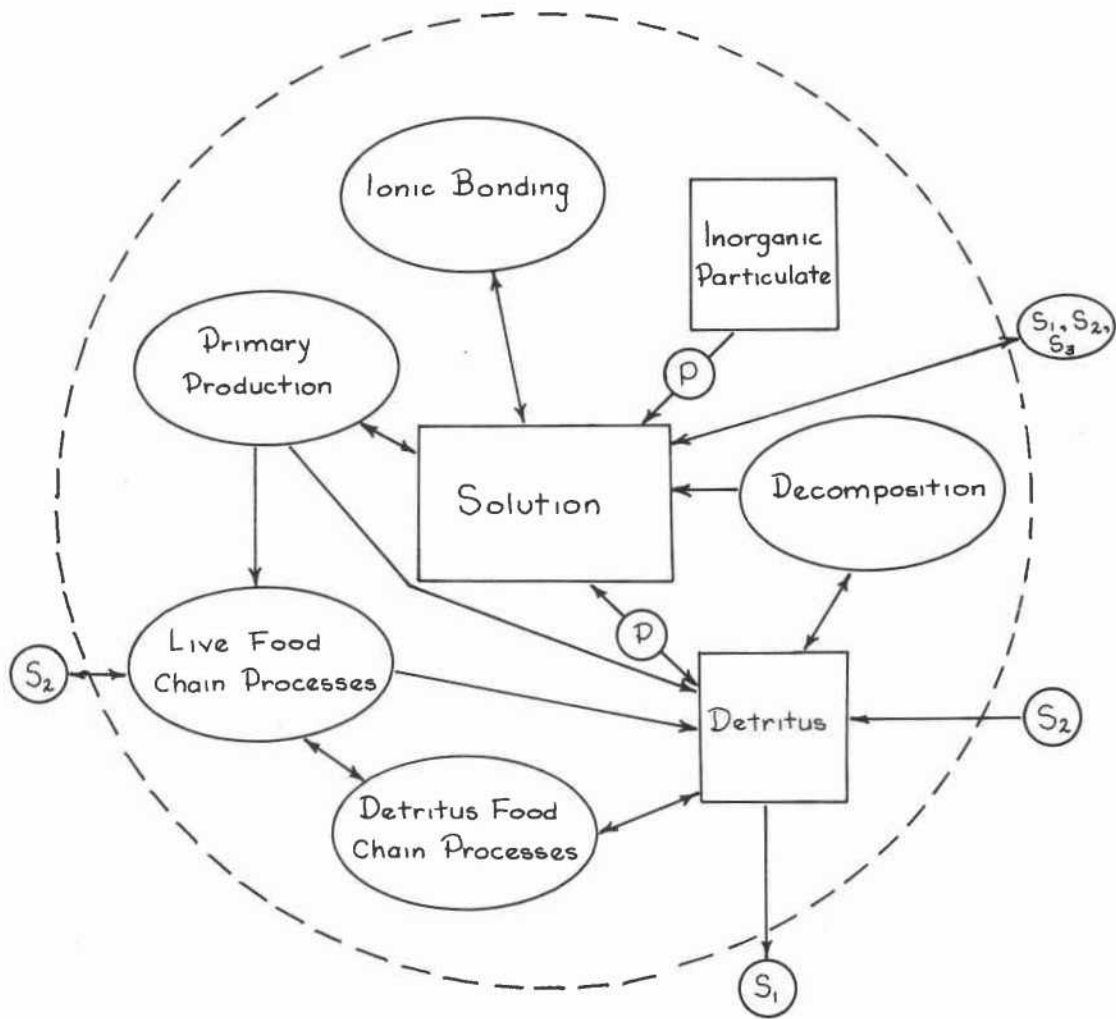 Ionic Bonding
Inorganic
Particulate
S₁, S₂,
S₃
Primary
Production
P
Solution
Decomposition
P
Live Food
Chain Processes
S₂
Detritus
S₂
Detritus Food
Chain Processes
S₁